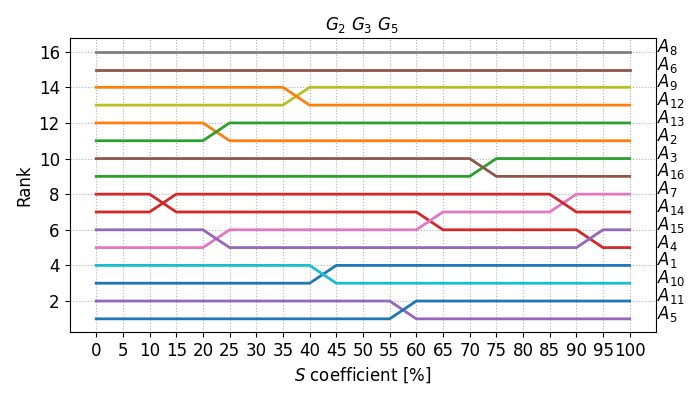 G₂ G₃ G₅
16
14
12
10
8
6
4
2
Rank
A₈
A₆
A₉
A₁₂
A₁₃
A₂
A₃
A₁₆
A₇
A₁₄
A₁₅
A₄
A₁
A₁₀
A₁₁
A₅
0 5 10 15 20 25 30 35 40 45 50 55 60 65 70 75 80 85 90 95 100
S coefficient [%]